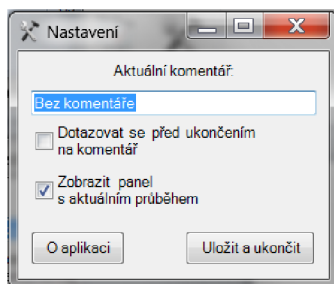 Nastavení
Aktuální komentář:
Bez komentáře
Dotazovat se před ukončením
na komentář
Zobrazit panel
s aktuálním průběhem
O aplikaci
Uložit a ukončit